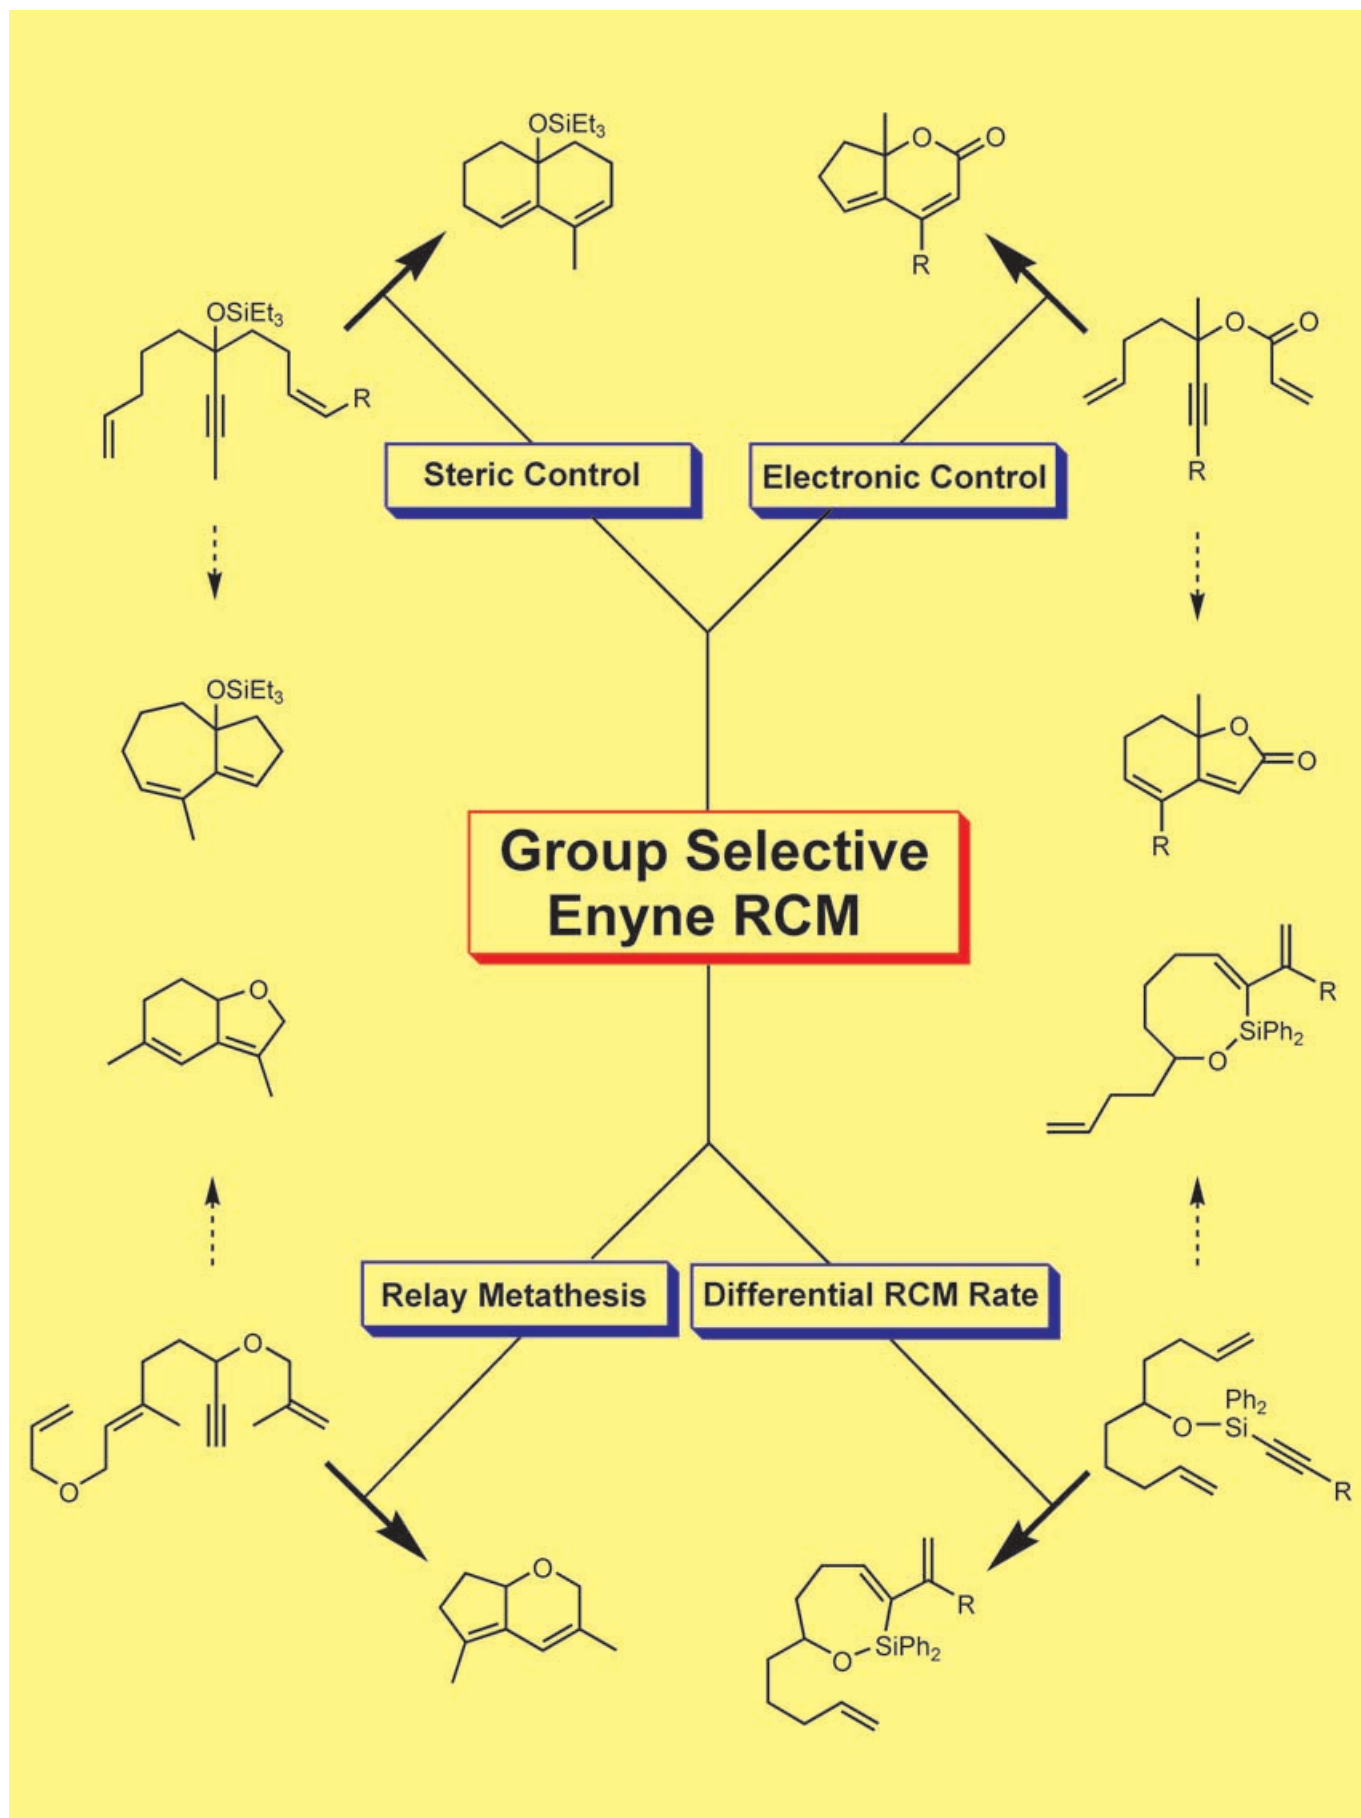 OSiEt3
O
O
R
OSiEt3
R
O
O
R
Steric Control
Electronic Control
OSiEt3
O
O
R
Group Selective
Enyne RCM
O
R
SiPh2
O
Relay Metathesis
Differential RCM Rate
O
O
Ph2
O
Si
R
O
R
SiPh2
O